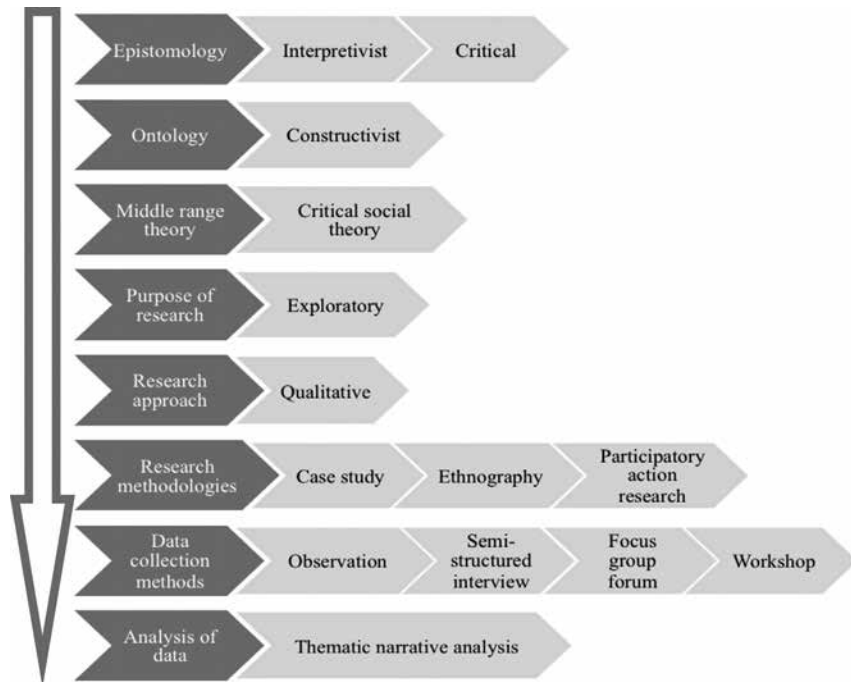 Epistomology
Interpretivist
Critical
Ontology
Constructivist
Middle range
theory
Critical social
theory
Purpose of
research
Exploratory
Research
approach
Qualitative
Research
methodologies
Case study
Ethnography
Participatory
action
research
Data
collection
methods
Observation
Semi-
structured
interview
Focus
group
forum
Workshop
Analysis of
data
Thematic narrative analysis